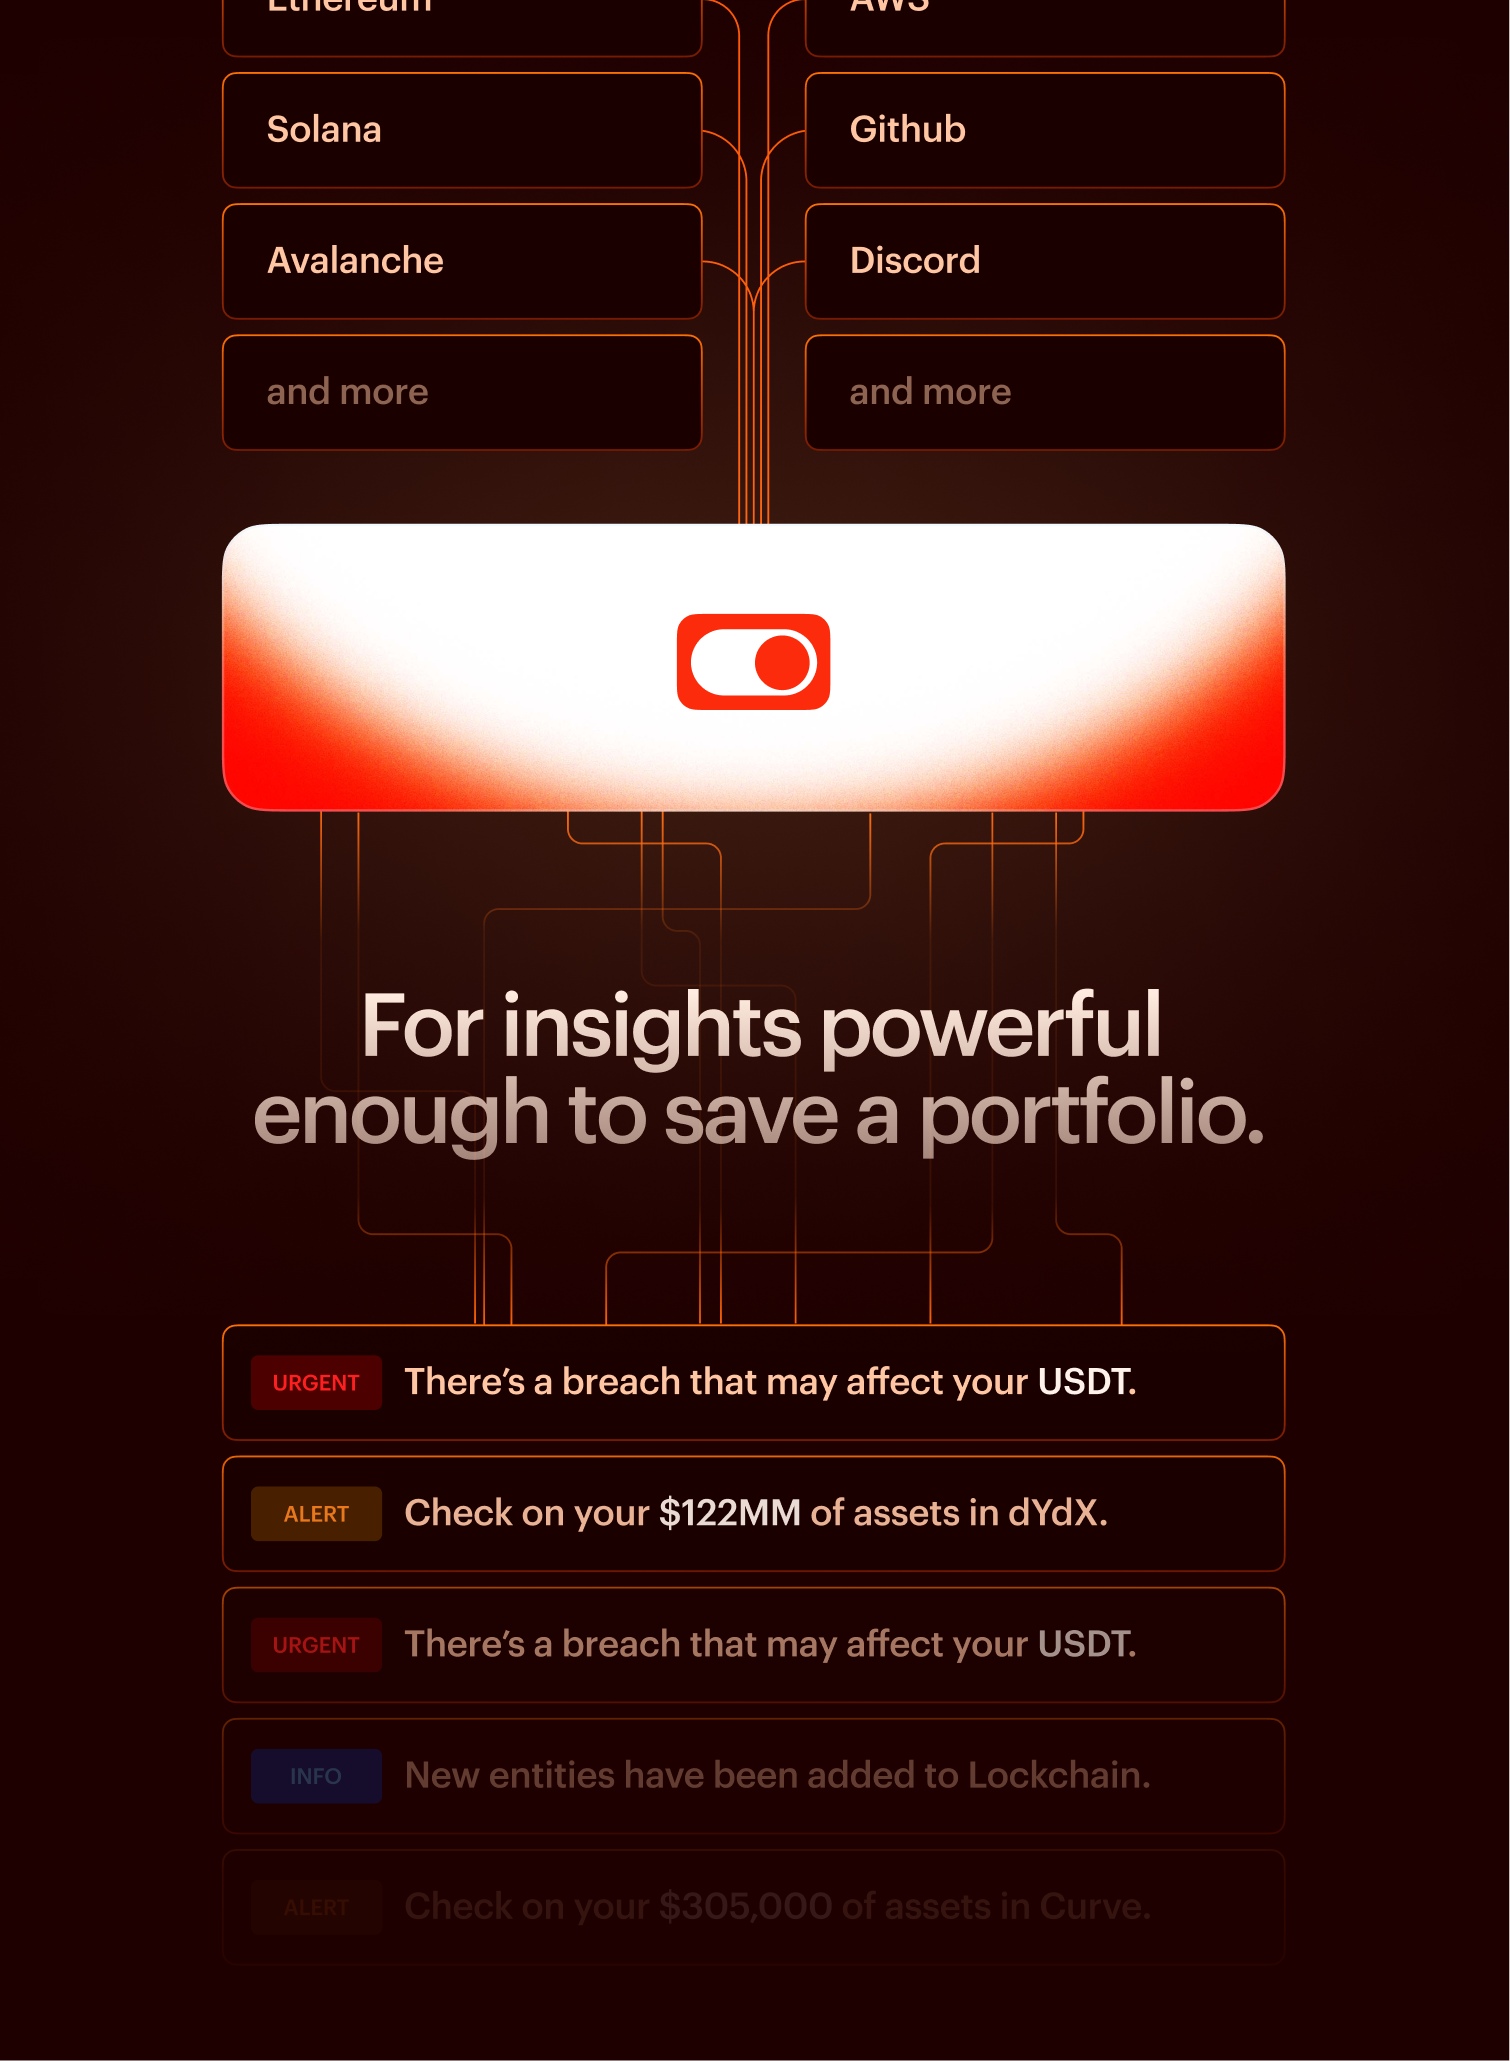 Ethereum
AWS
Solana
Github
Avalanche
Discord
and more
and more
For insights powerful
enough to save a portfolio.
URGENT There’s a breach that may affect your USDT.
ALERT Check on your $122MM of assets in dYdX.
URGENT There’s a breach that may affect your USDT.
INFO New entities have been added to Lockchain.
ALERT Check on your $305,000 of assets in Curve.